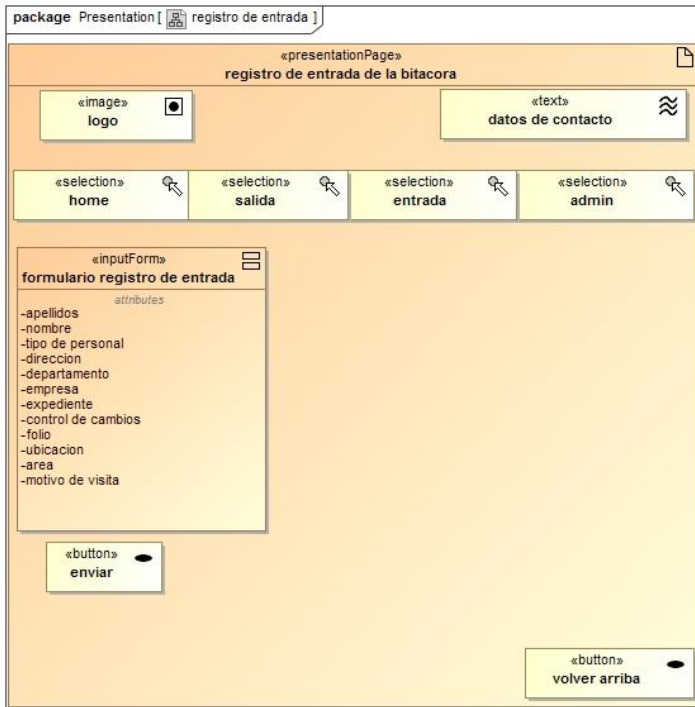 package Presentation [ registro de entrada ]
«presentationPage»
registro de entrada de la bitacora
«image»
logo
«text»
datos de contacto
«selection»
home
«selection»
salida
«selection»
entrada
«selection»
admin
«inputForm»
formulario registro de entrada
attributes
-apellidos
-nombre
-tipo de personal
-direccion
-departamento
-empresa
-expediente
-control de cambios
-folio
-ubicacion
-area
-motivo de visita
«button»
enviar
«button»
volver arriba